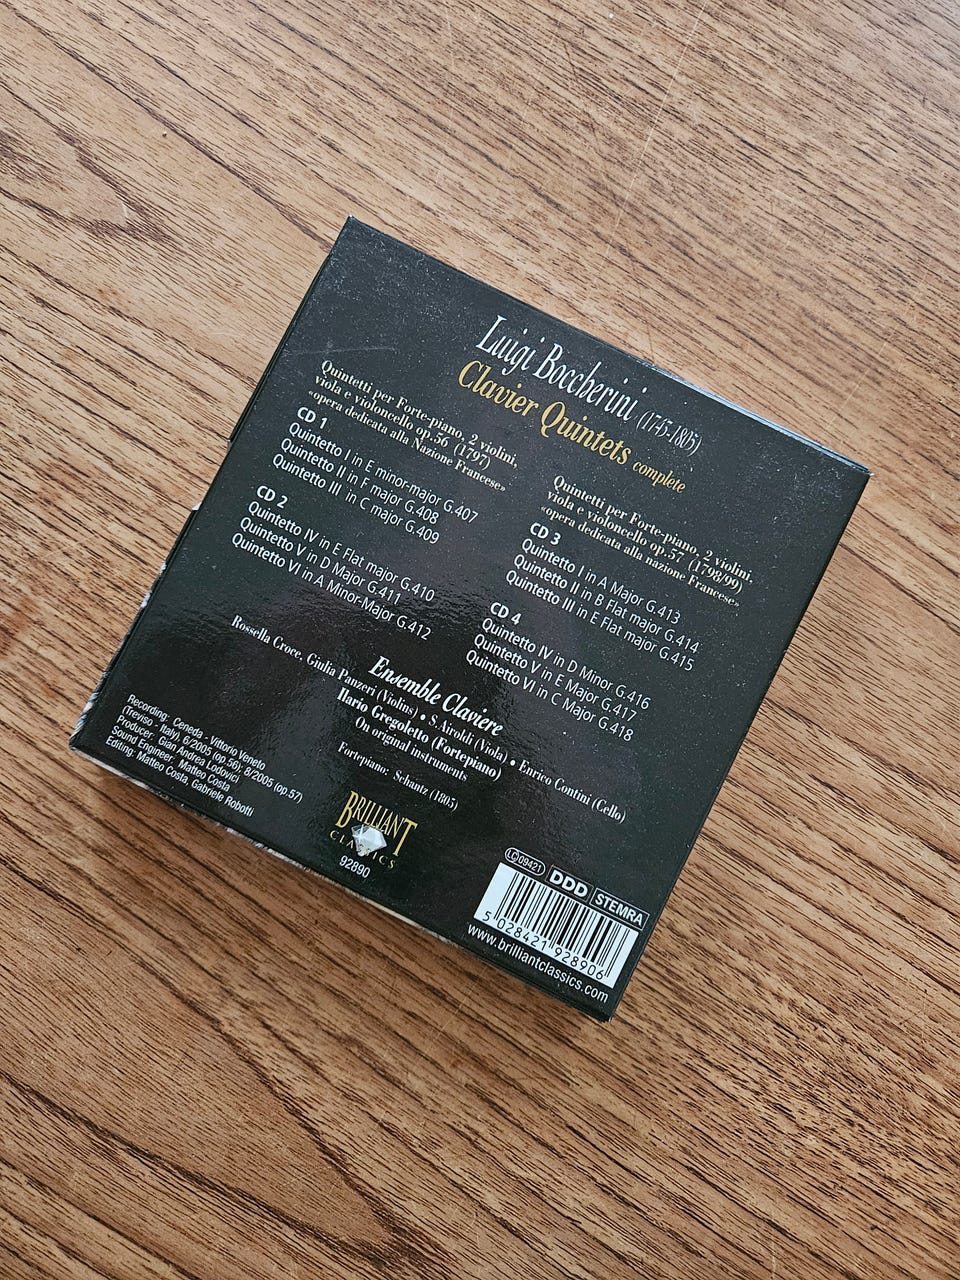 Luigi Boccherini (1745-1805)
Clavier Quintets complete
Quintetti per Forte-piano, 2 violini,
viola e violoncello op.56 (1797)
«opera dedicata alla Nazione Francese»
CD 1
Quintetto I in E minor-major G.407
Quintetto II in F major G.408
Quintetto III in C major G.409
CD 2
Quintetto IV in E Flat major G.410
Quintetto V in D Major G.411
Quintetto VI in A Minor-Major G.412
Quintetti per Forte-piano, 2 violini,
viola e violoncello op.57 (1798/99)
«opera dedicata alla nazione Francese»
CD 3
Quintetto I in A Major G.413
Quintetto II in B Flat major G.414
Quintetto III in E Flat major G.415
CD 4
Quintetto IV in D Minor G.416
Quintetto V in E Major G.417
Quintetto VI in C Major G.418
Ensemble Claviere
Rossella Croce, Giulia Panzeri (Violins) • S. Airoldi (Viola) • Enrico Contini (Cello)
Ilario Gregoletto (Fortepiano)
On original instruments
Fortepiano: Schantz (1805)
Recording: Ceneda - Vittorio Veneto
(Treviso - Italy), 6/2005 (op.56); 8/2005 (op.57)
Producer: Gian Andrea Lodovici
Sound Engineer: Matteo Costa
Editing: Matteo Costa, Gabriele Robotti
BRILLIANT
CLASSICS
92890
LC 09421 DDD STEMRA
5 028421 928906
www.brilliantclassics.com